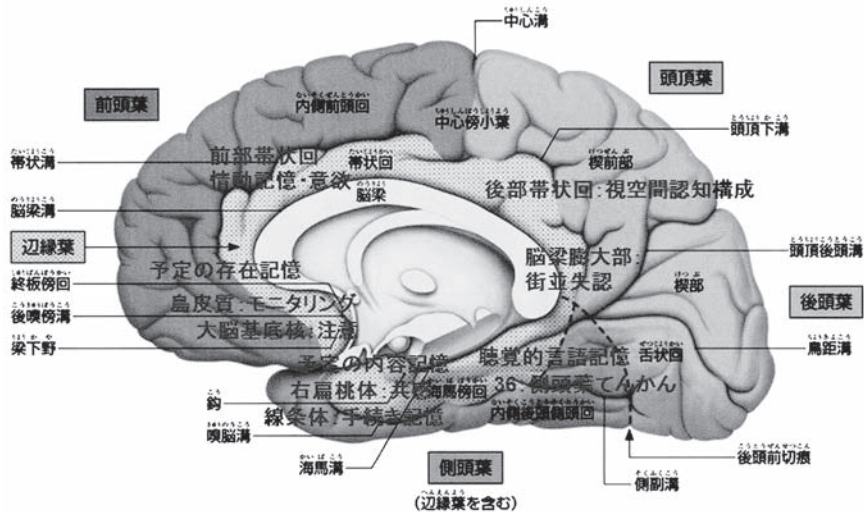 ちゅうしんこう
中心溝
前頭葉
頭頂葉
ないそくぜんとうかい
内側前頭回
ちゅうしんぼうしょうよう
中心傍小葉
とうちょうかこう
頭頂下溝
たいじょうこう
帯状溝
前部帯状回
情動記憶・意欲
たいじょうかい
帯状回
けつぜんぶ
楔前部
のうりょうこう
脳梁溝
のうりょう
脳梁
後部帯状回:視空間認知構成
辺縁葉
予定の存在記憶
脳梁膨大部:
街並失認
とうちょうこうとうこう
頭頂後頭溝
けつぶ
楔部
しゅうばんぼうかい
終板傍回
後頭葉
こうきゅうぼうこう
後嗅傍溝
島皮質:モニタリング
大脳基底核:注意
りょうかや
梁下野
予定の内容記憶
聴覚的言語記憶
ぜつじょうかい
舌状回
鳥距溝
右扁桃体:共感
かいばぼうかい
海馬傍回
36:側頭葉てんかん
こう
鈎
線条体:手続き記憶
ないそくこうとうそくとうかい
内側後頭側頭回
きゅうのうこう
嗅脳溝
かいばこう
海馬溝
側頭葉
へんえんよう
(辺縁葉を含む)
そくふくこう
側副溝
こうとうぜんせっこん
後頭前切痕